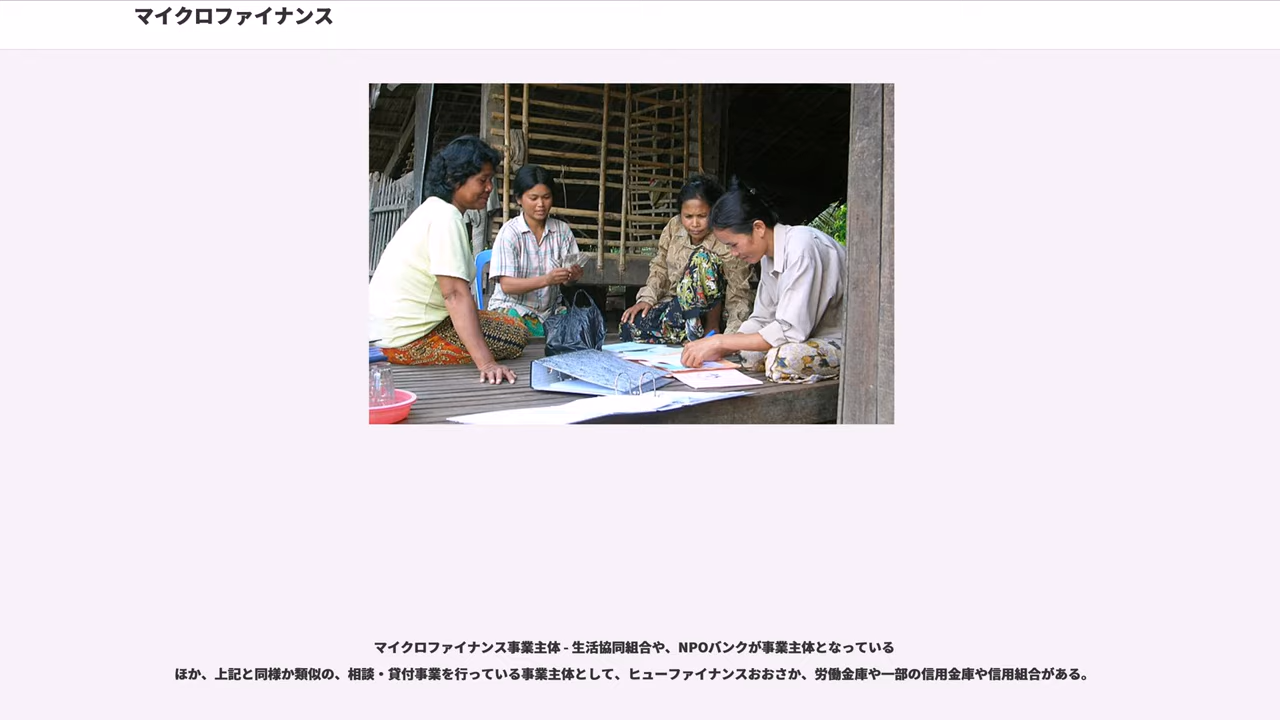 マイクロファイナンス
マイクロファイナンス事業主体 - 生活協同組合や、NPOバンクが事業主体となっている
ほか、上記と同様か類似の、相談・貸付事業を行っている事業主体として、ヒューファイナンスおおさか、労働金庫や一部の信用金庫や信用組合がある。